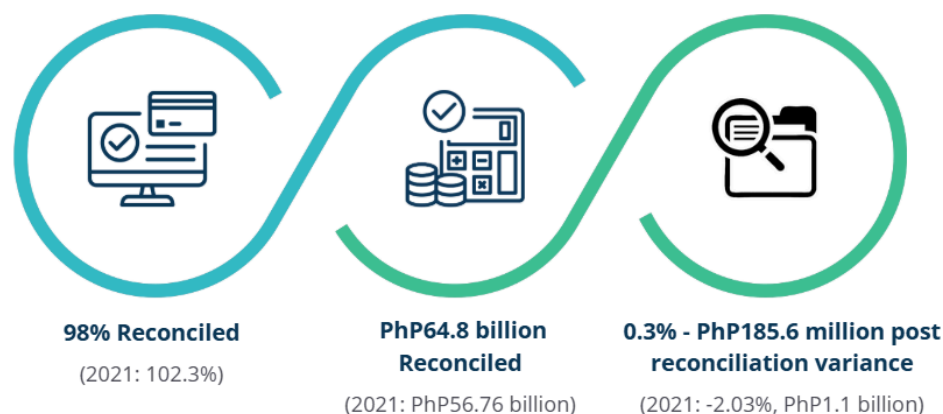 98% Reconciled
(2021: 102.3%)
PhP64.8 billion
Reconciled
(2021: PhP56.76 billion)
0.3% - PhP185.6 million post
reconciliation variance
(2021: -2.03%, PhP1.1 billion)